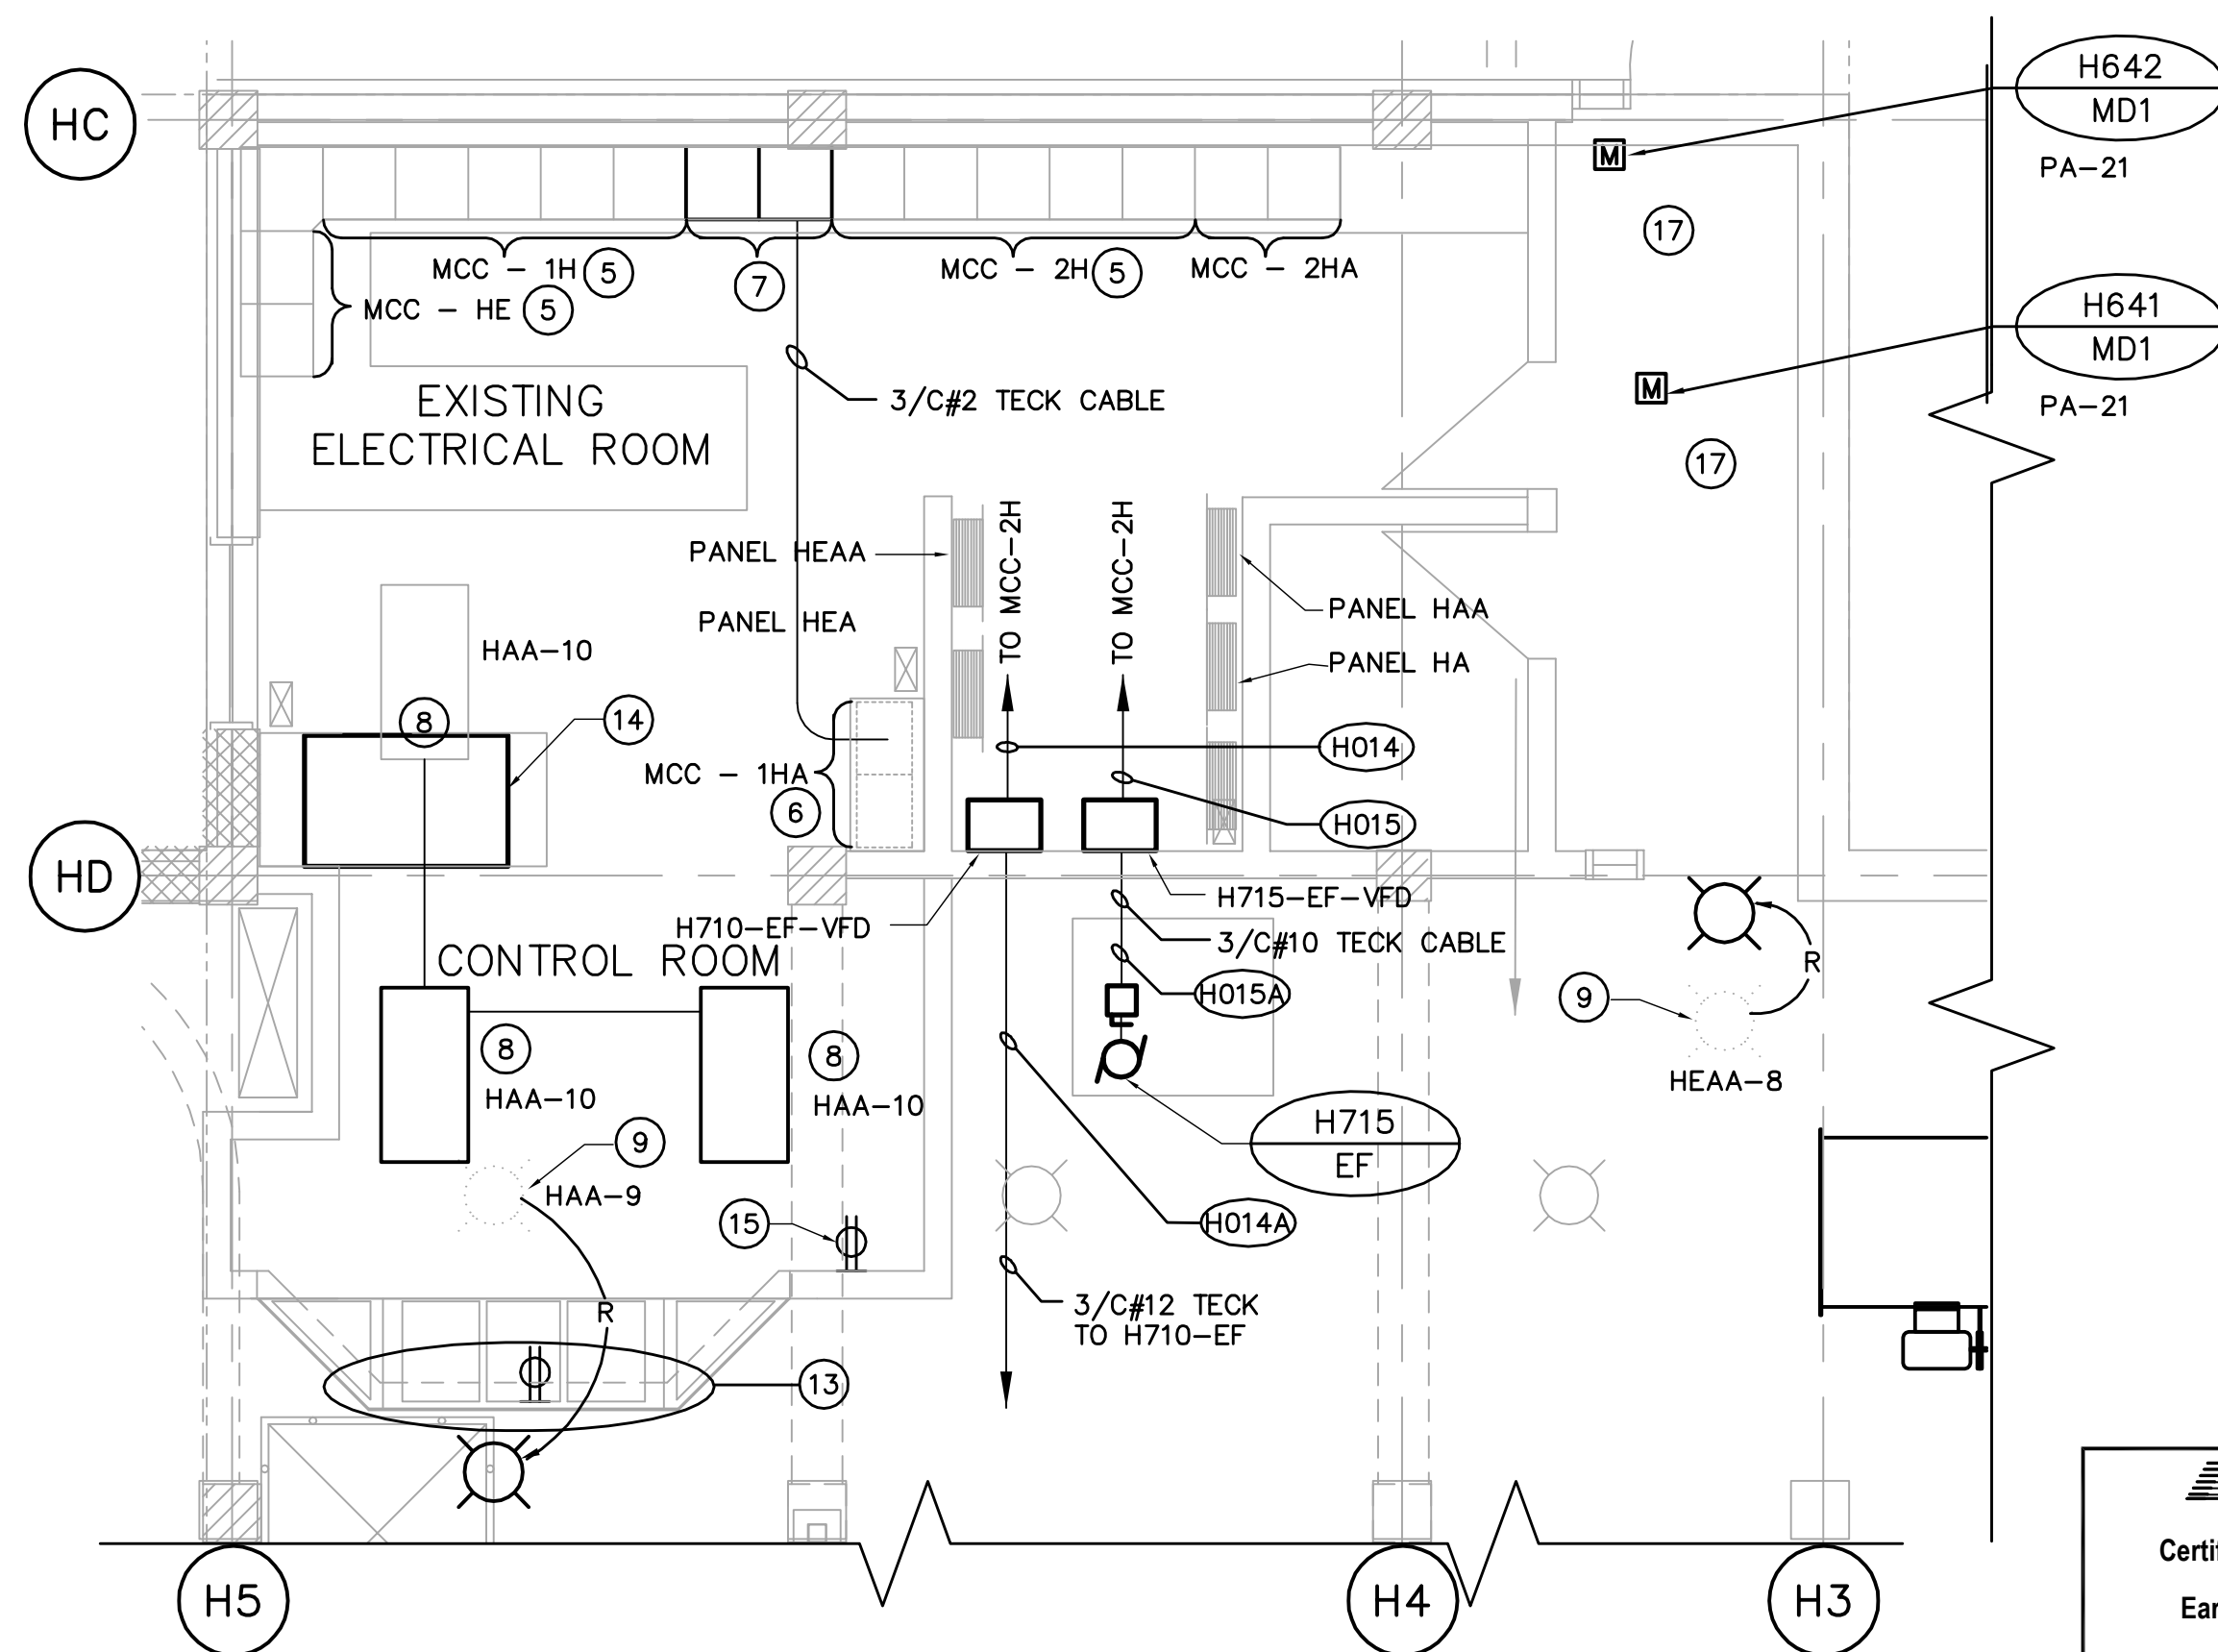 HC
H642
MD1
PA-21
M
17
MCC - 1H 5
7
MCC - 2H 5
MCC - 2HA
MCC - HE 5
H641
MD1
PA-21
M
17
3/C#2 TECK CABLE
EXISTING
ELECTRICAL ROOM
TO MCC-2H
TO MCC-2H
PANEL HEAA
PANEL HEA
PANEL HAA
PANEL HA
HAA-10
8
14
MCC - 1HA
6
H014
H015
HD
H710-EF-VFD
H715-EF-VFD
3/C#10 TECK CABLE
CONTROL ROOM
H015A
R
9
HEAA-8
8
HAA-10
8
HAA-10
H715
EF
9
HAA-9
15
H014A
R
3/C#12 TECK
TO H710-EF
13
H5
H4
H3